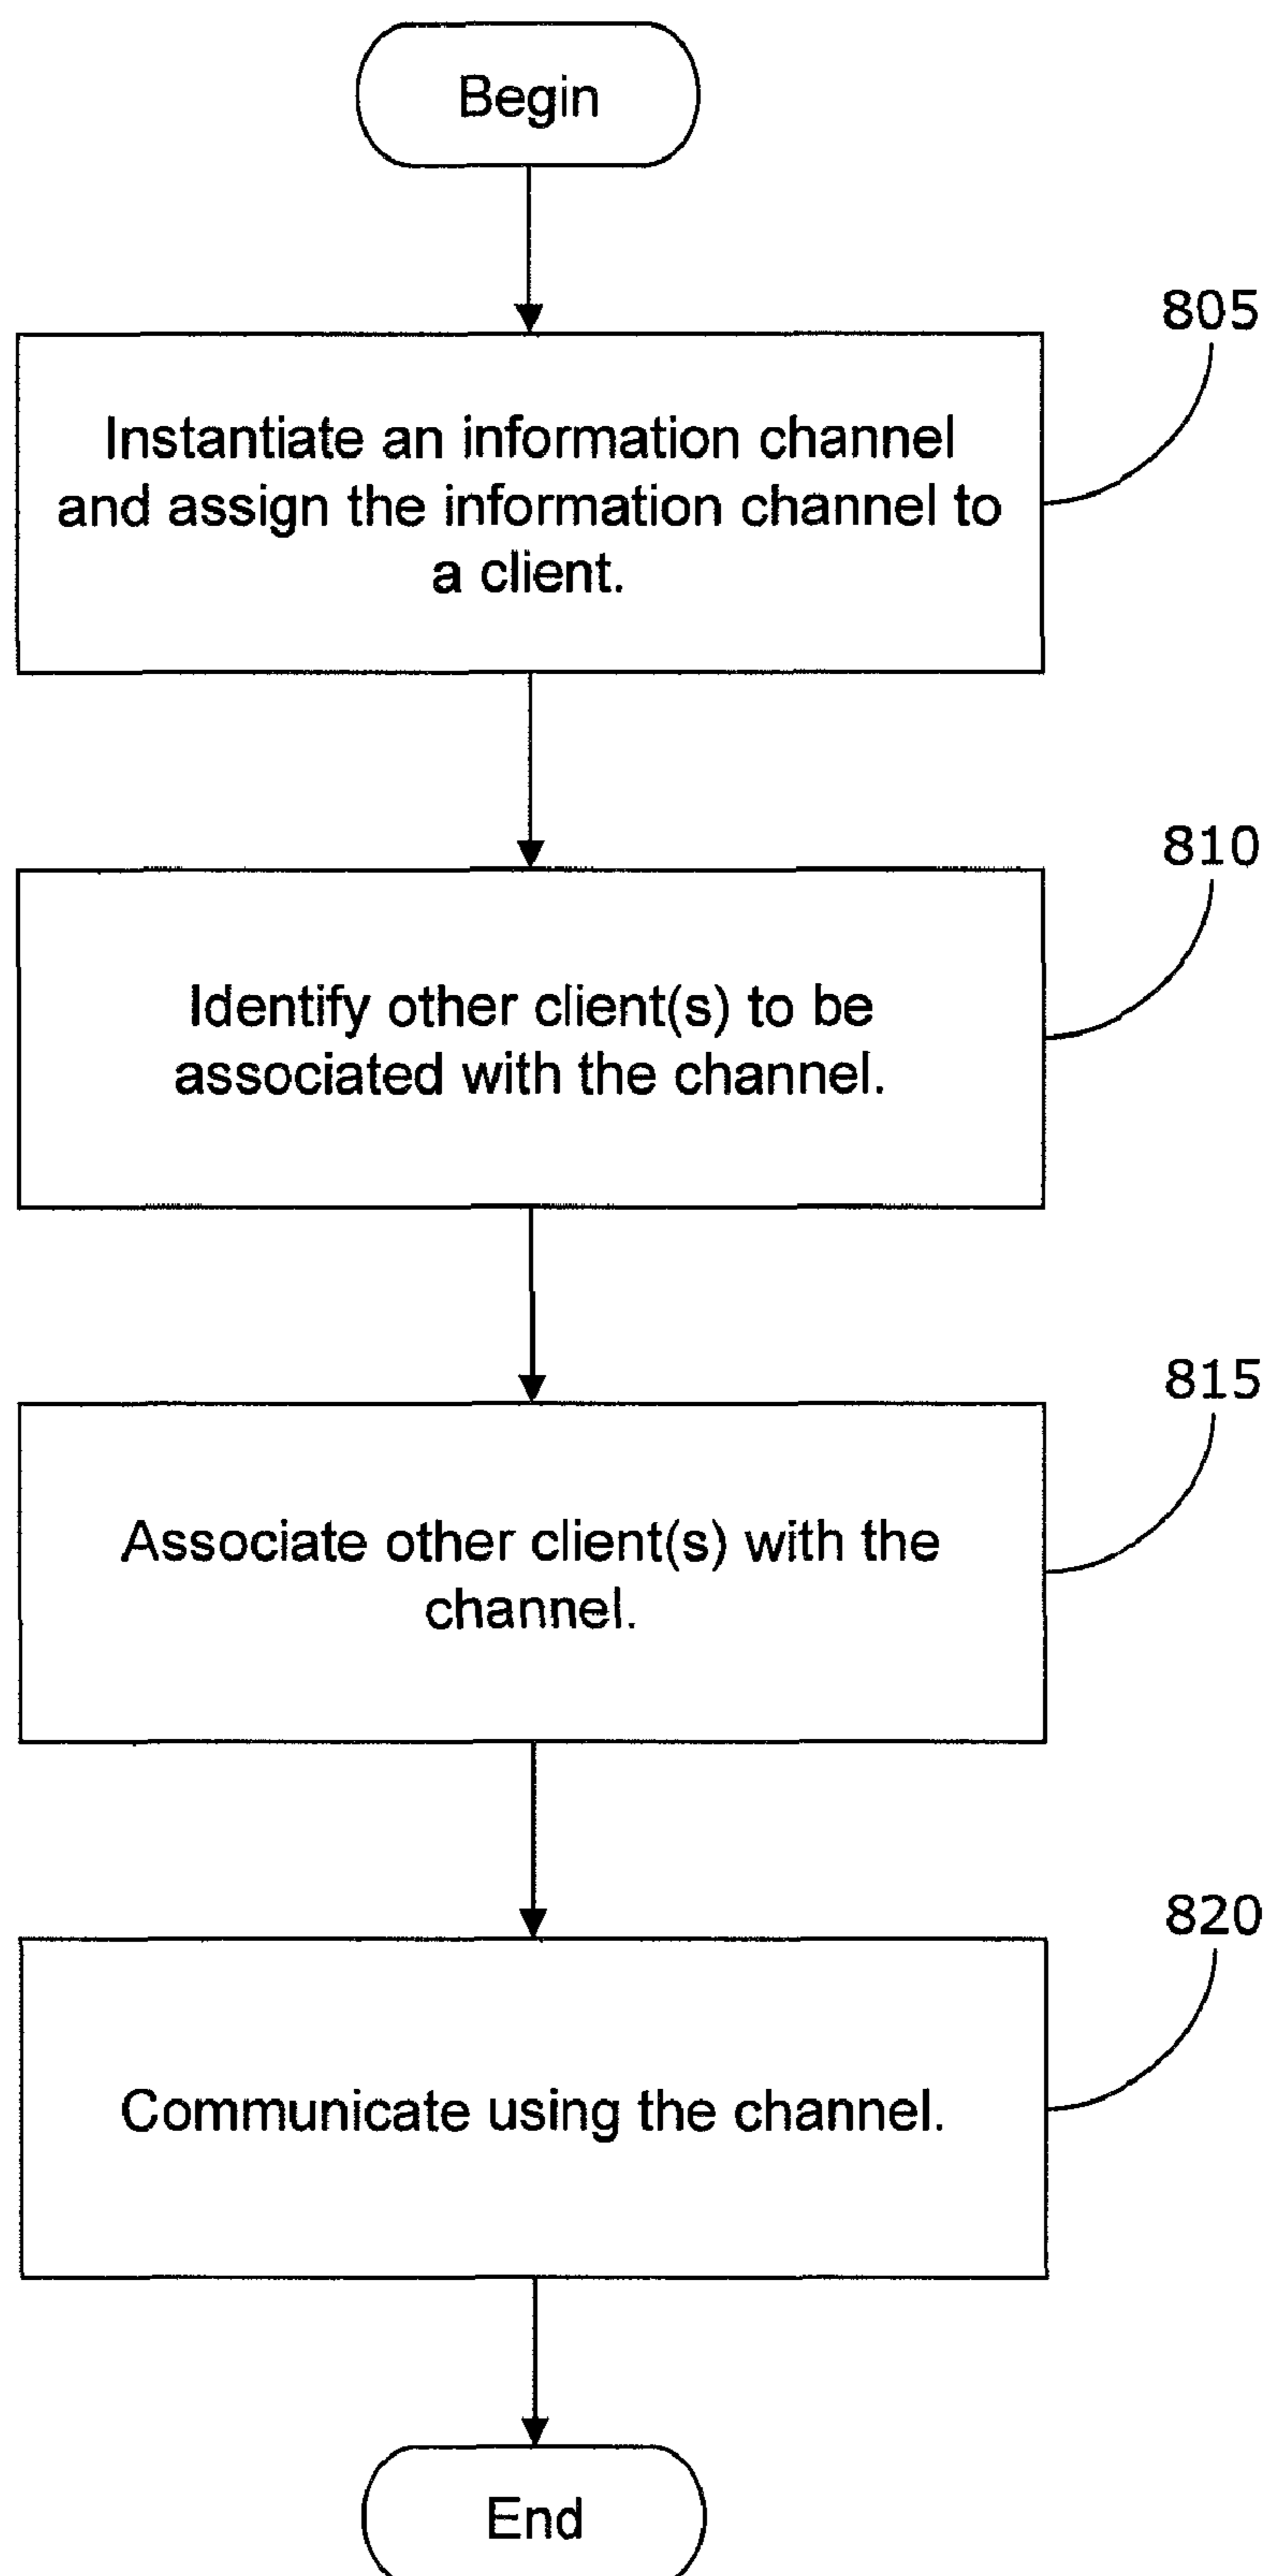 Begin
805
Instantiate an information channel
and assign the information channel to
a client.
810
Identify other client(s) to be
associated with the channel.
815
Associate other client(s) with the
channel.
820
Communicate using the channel.
End